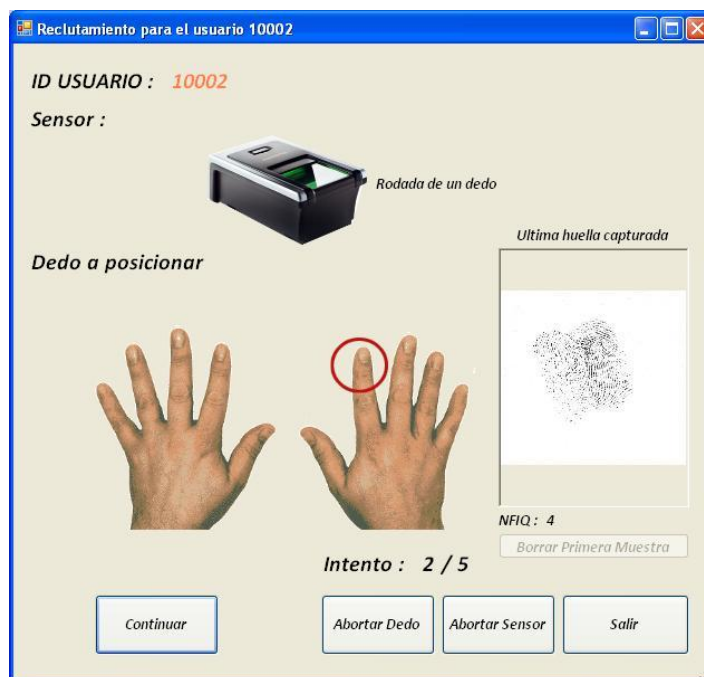 Reclutamiento para el usuario 10002
ID USUARIO : 10002
Sensor :
Rodada de un dedo
Ultima huella capturada
Dedo a posicionar
NFIQ : 4
Borrar Primera Muestra
Intento : 2 / 5
Continuar
Abortar Dedo
Abortar Sensor
Salir